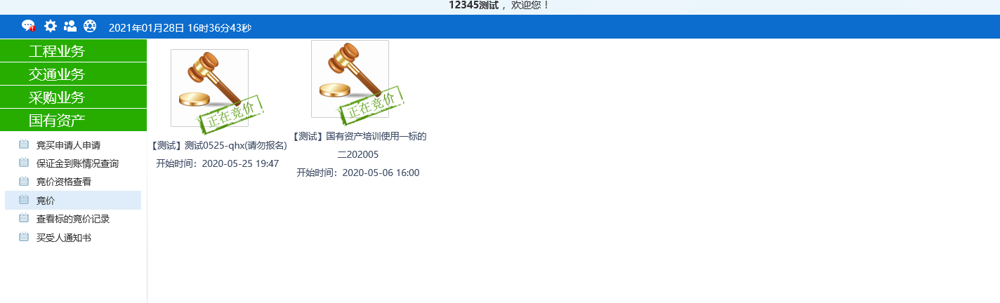 12345测试 ，欢迎您！
2021年01月28日 16时36分43秒
工程业务
交通业务
采购业务
国有资产
竞买申请人申请
保证金到账情况查询
竞价资格查看
竞价
查看标的竞价记录
买受人通知书
正在竞价
【测试】测试0525-qhx(请勿报名)
开始时间：2020-05-25 19:47
正在竞价
【测试】国有资产培训使用一标的
二202005
开始时间：2020-05-06 16:00